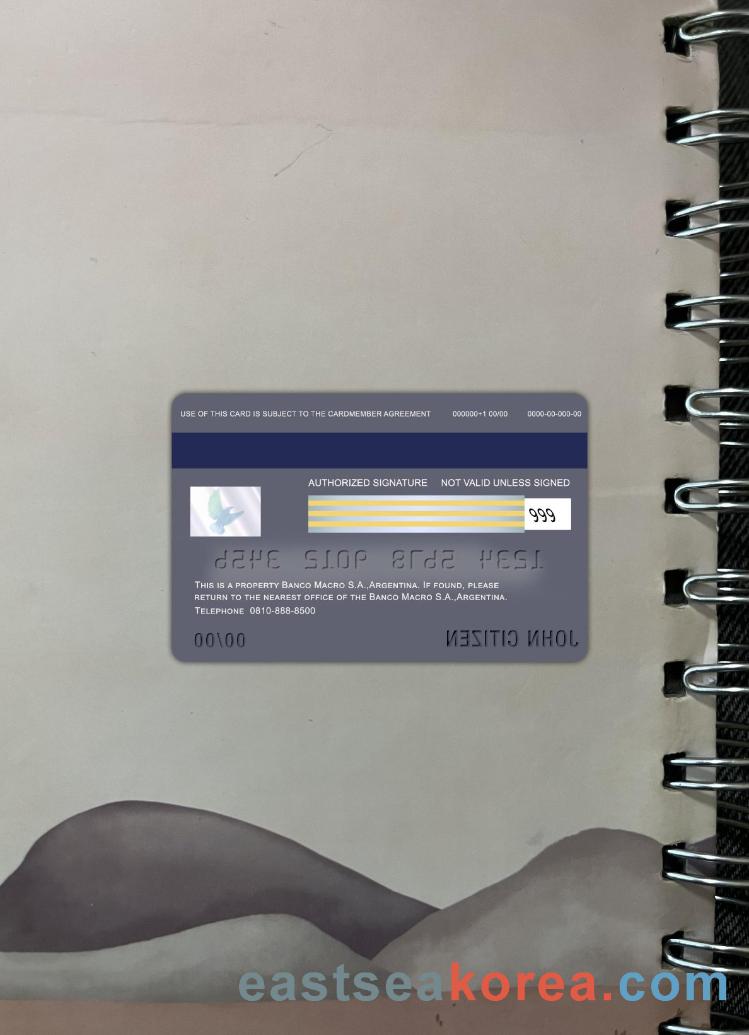 USE OF THIS CARD IS SUBJECT TO THE CARDMEMBER AGREEMENT 000000÷1 00/00 0000-00-000-00
AUTHORIZED SIGNATURE NOT VALID UNLESS SIGNED
999
1234 5678 9012 3456
THIS IS A PROPERTY BANCO MACRO S.A.,ARGENTINA. IF FOUND, PLEASE
RETURN TO THE NEAREST OFFICE OF THE BANCO MACRO S.A.,ARGENTINA.
TELEPHONE 0810-888-8500
00/00 JOHN CITIZEN
eastseakorea.com